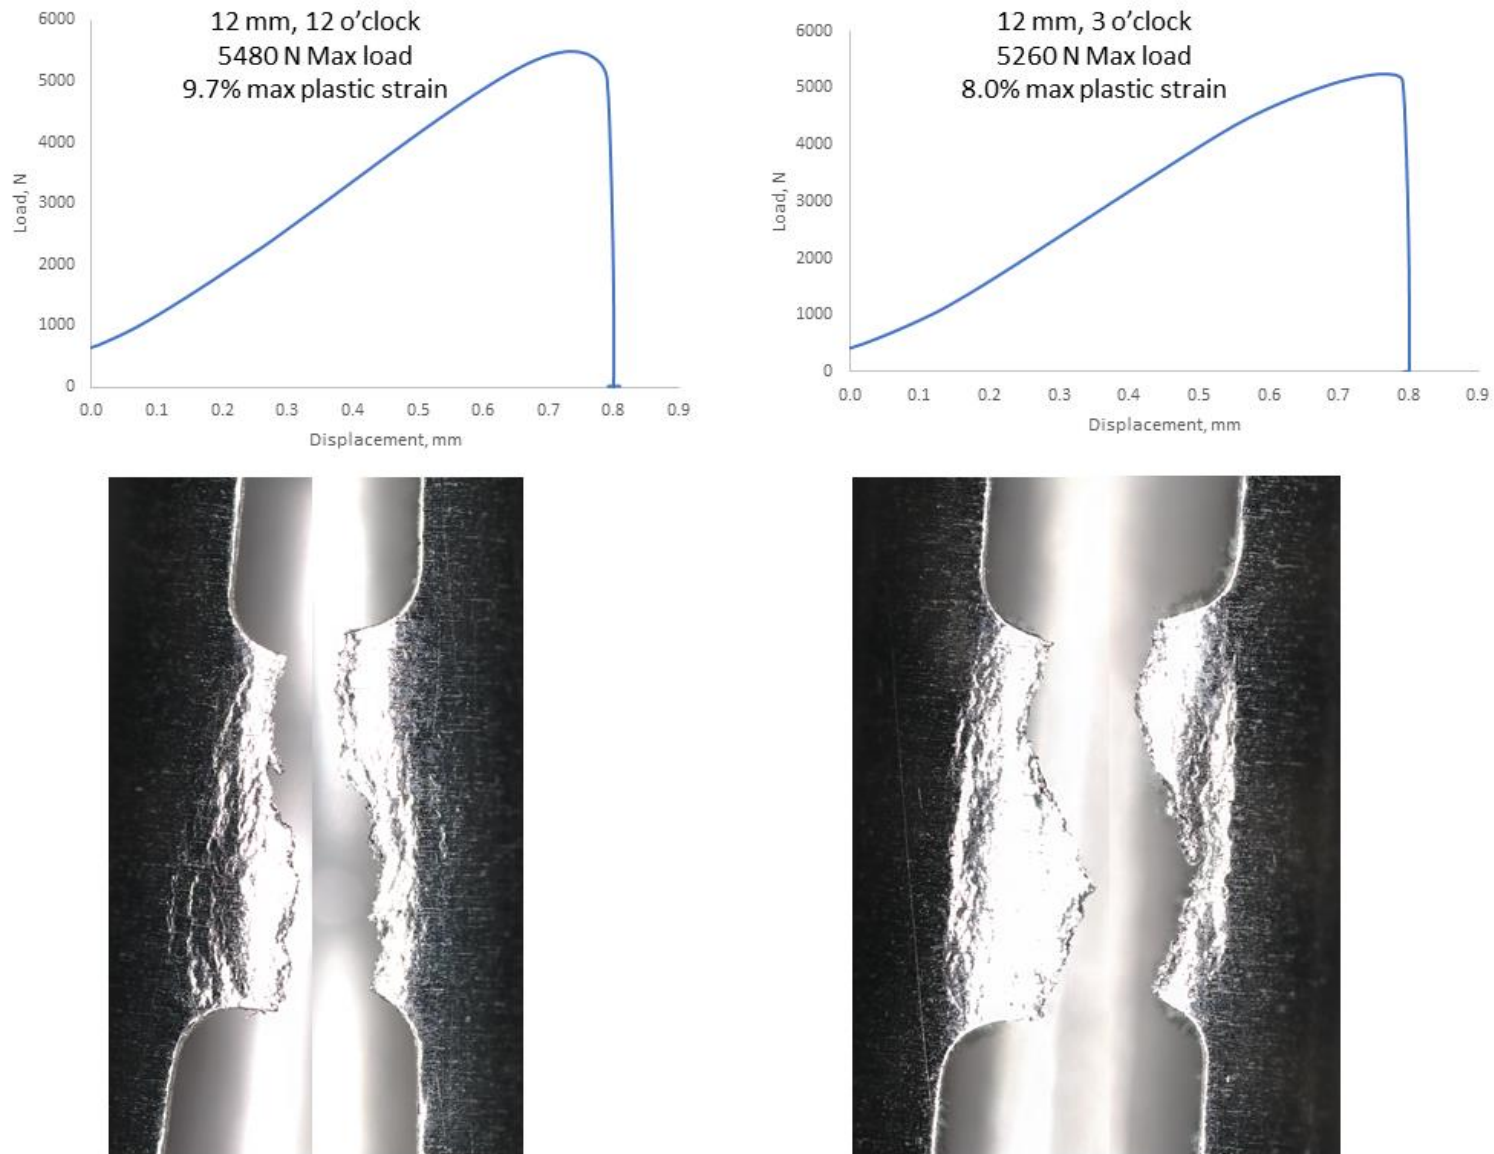 12 mm, 12 o’clock
5480 N Max load
9.7% max plastic strain
6000
5000
4000
3000
2000
1000
0
Load, N
0.0 0.1 0.2 0.3 0.4 0.5 0.6 0.7 0.8 0.9
Displacement, mm
12 mm, 3 o’clock
5260 N Max load
8.0% max plastic strain
6000
5000
4000
3000
2000
1000
0
Load, N
0.0 0.1 0.2 0.3 0.4 0.5 0.6 0.7 0.8 0.9
Displacement, mm